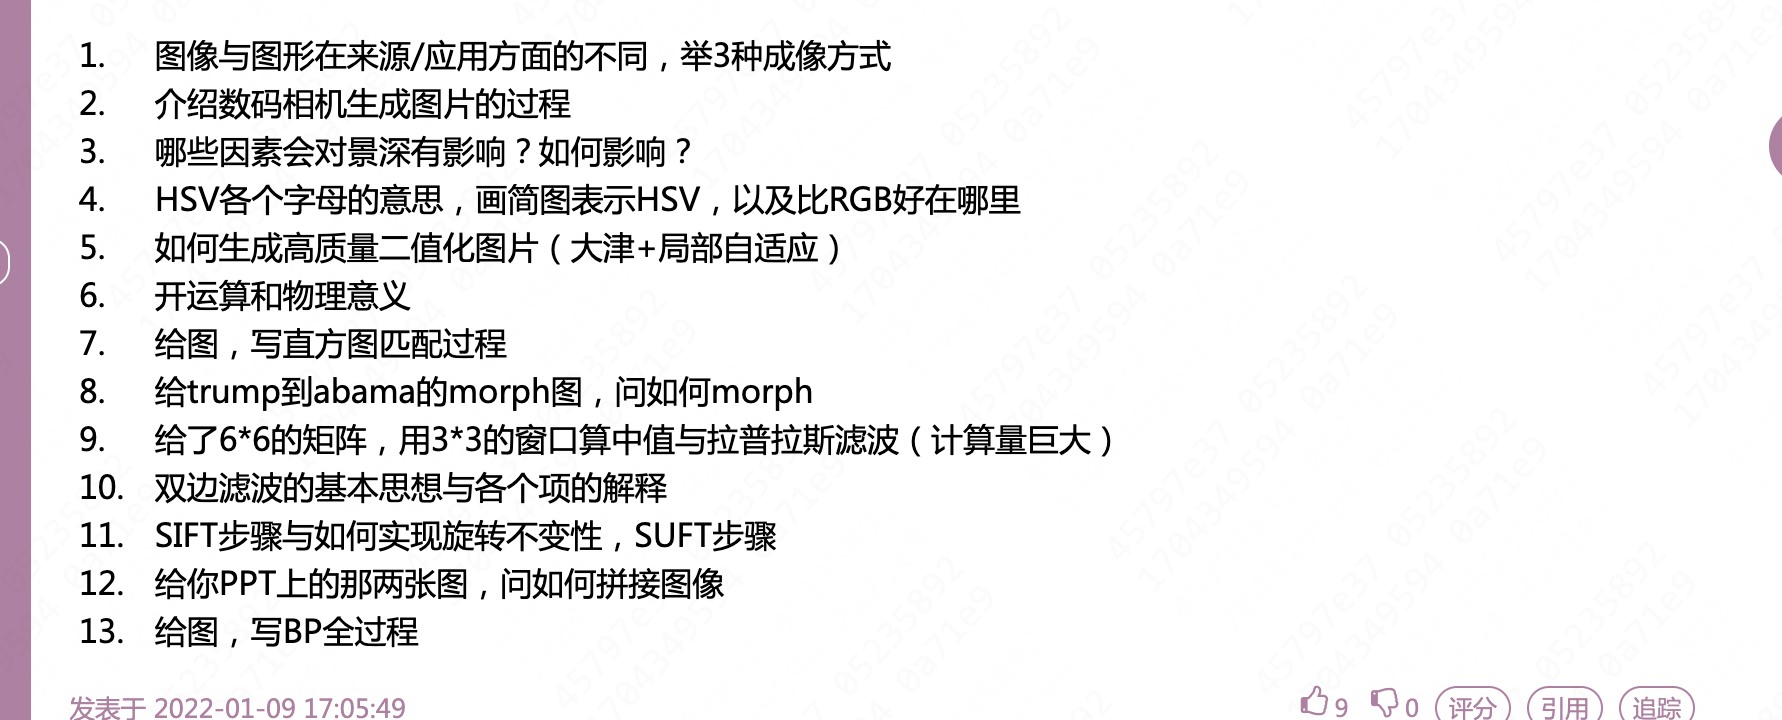 1. 图像与图形在来源/应用方面的不同，举3种成像方式
2. 介绍数码相机生成图片的过程
3. 哪些因素会对景深有影响？如何影响？
4. HSV各个字母的意思，画简图表示HSV，以及比RGB好在哪里
5. 如何生成高质量二值化图片（大津+局部自适应）
6. 开运算和物理意义
7. 给图，写直方图匹配过程
8. 给trump到abama的morph图，问如何morph
9. 给了6*6的矩阵，用3*3的窗口算中值与拉普拉斯滤波（计算量巨大）
10. 双边滤波的基本思想与各个项的解释
11. SIFT步骤与如何实现旋转不变性，SUFT步骤
12. 给你PPT上的那两张图，问如何拼接图像
13. 给图，写BP全过程
发表于 2022-01-09 17:05:49 9 0 评分 引用 追踪